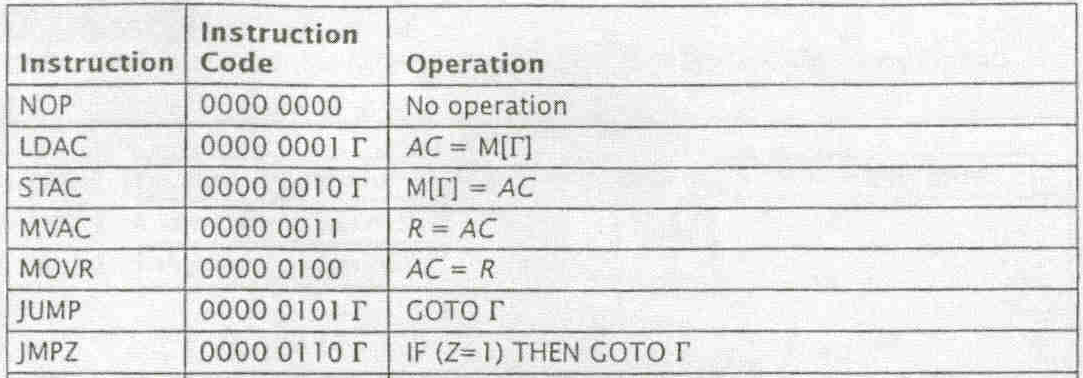 Instruction Instruction Code Operation
NOP 0000 0000 No operation
LDAC 0000 0001 Γ AC = M[Γ]
STAC 0000 0010 Γ M[Γ] = AC
MVAC 0000 0011 R = AC
MOVR 0000 0100 AC = R
JUMP 0000 0101 Γ GOTO Γ
JMPZ 0000 0110 Γ IF (Z=1) THEN GOTO Γ